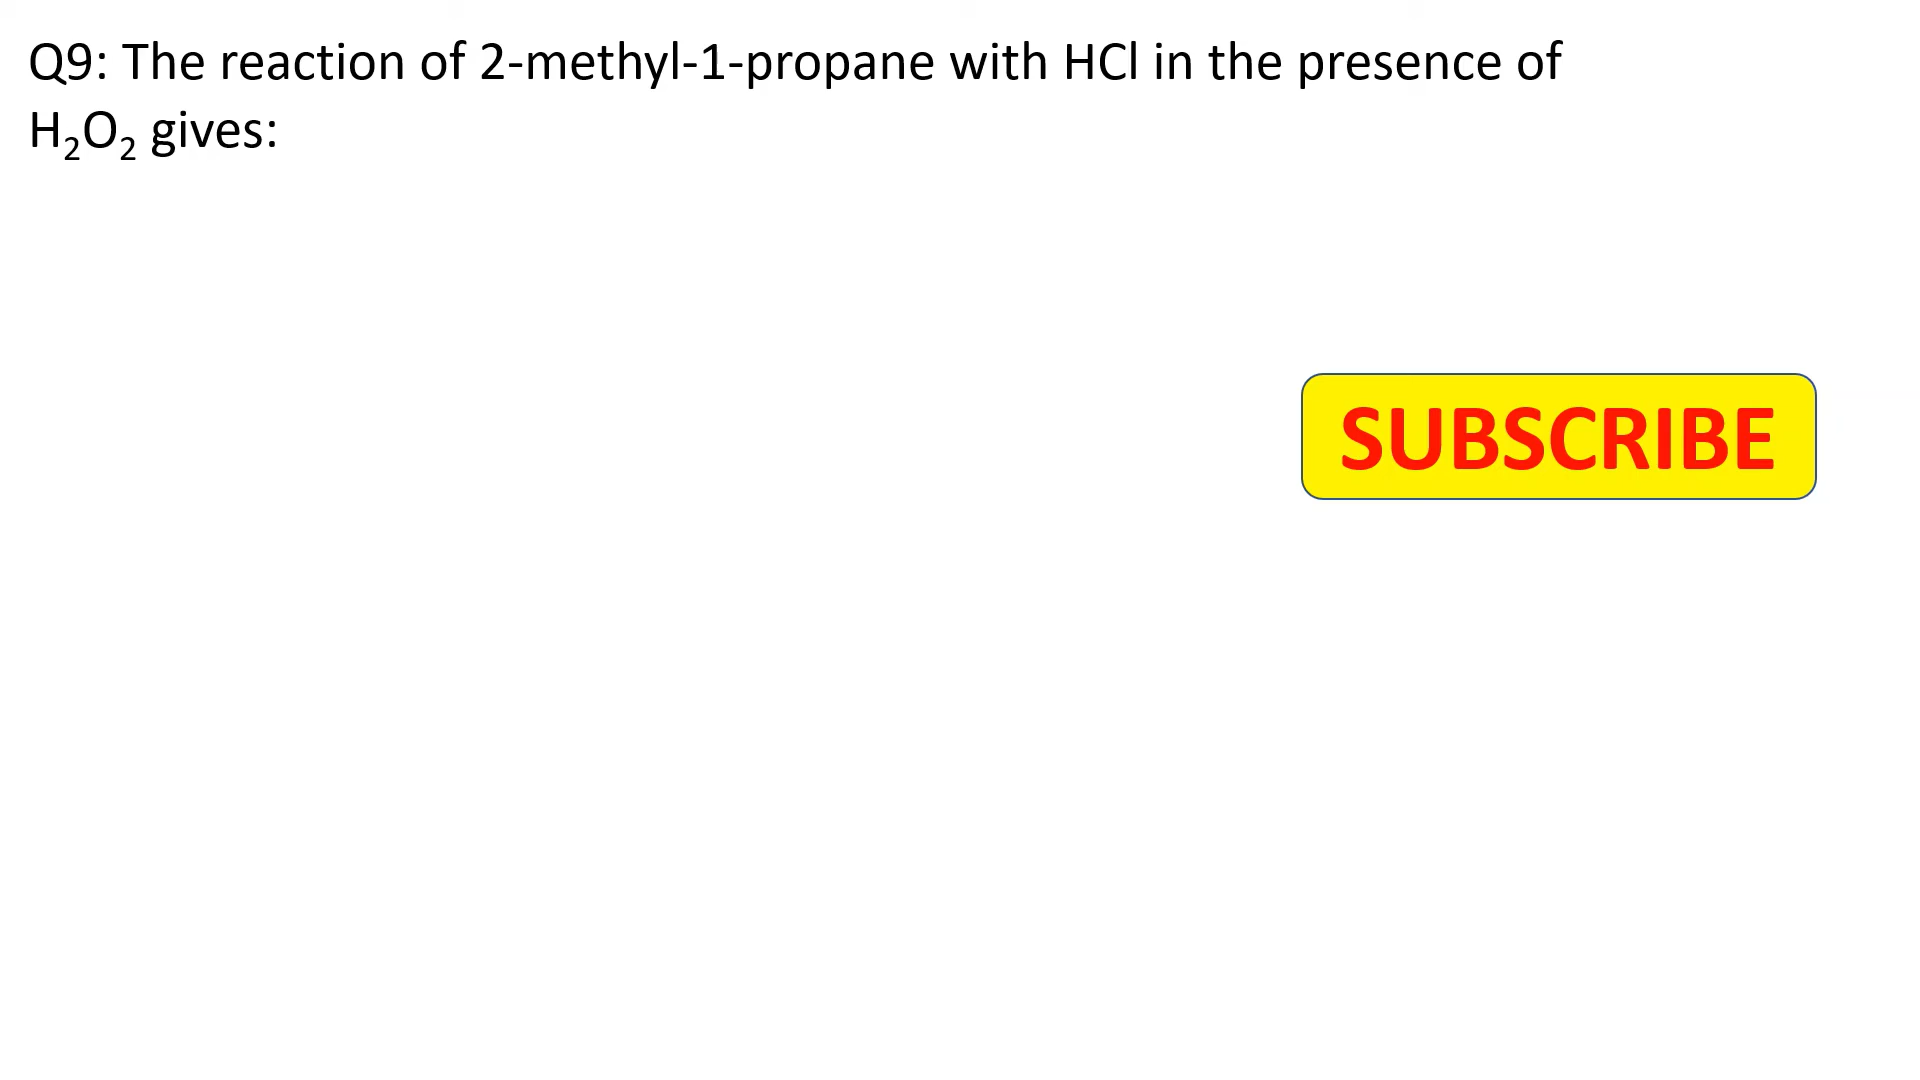 Q9: The reaction of 2-methyl-1-propane with HCl in the presence of
H₂O₂ gives:
SUBSCRIBE